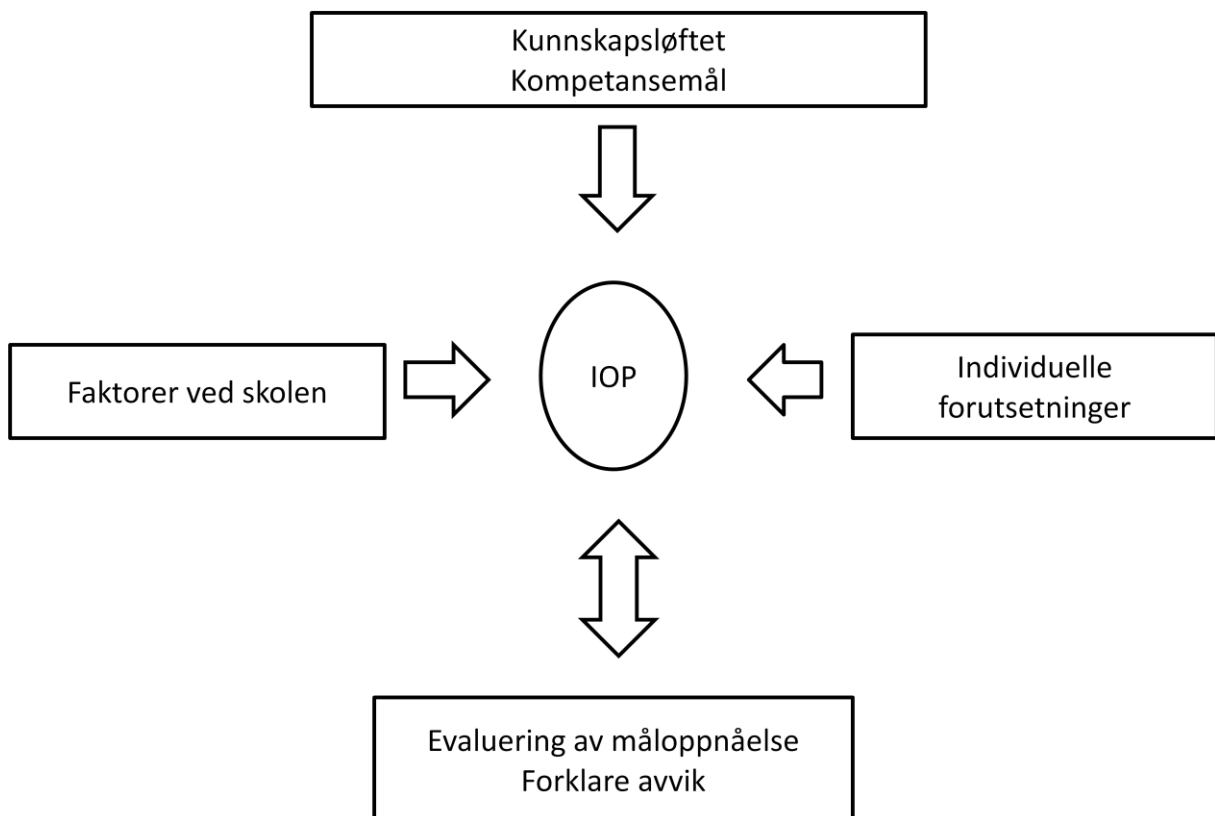 Kunnskapsløftet
Kompetansemål
Faktorer ved skolen
IOP
Individuelle
forutsetninger
Evaluering av måloppnåelse
Forklare avvik